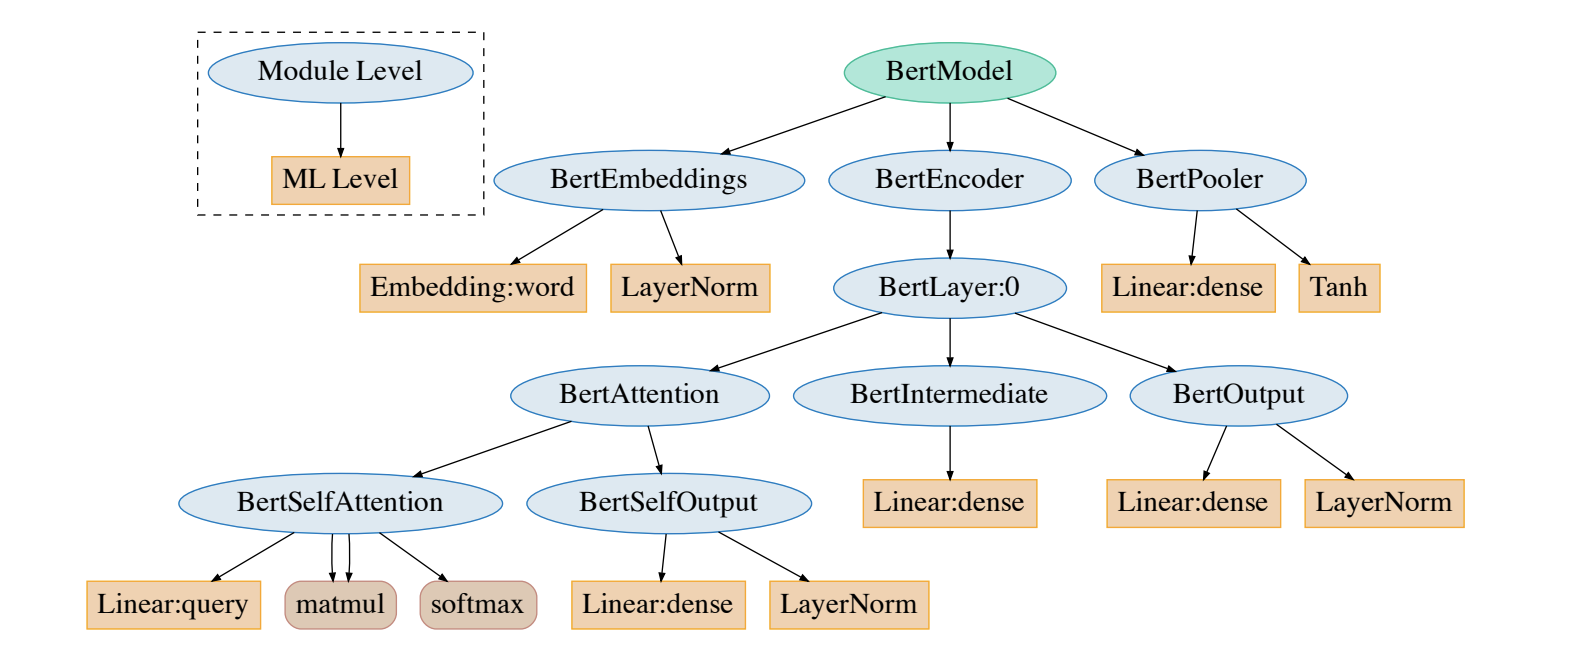 Module Level
BertModel
ML Level
BertEmbeddings
BertEncoder
BertPooler
Embedding:word
LayerNorm
BertLayer:0
Linear:dense
Tanh
BertAttention
BertIntermediate
BertOutput
BertSelfAttention
BertSelfOutput
Linear:dense
Linear:dense
LayerNorm
Linear:query
matmul
softmax
Linear:dense
LayerNorm